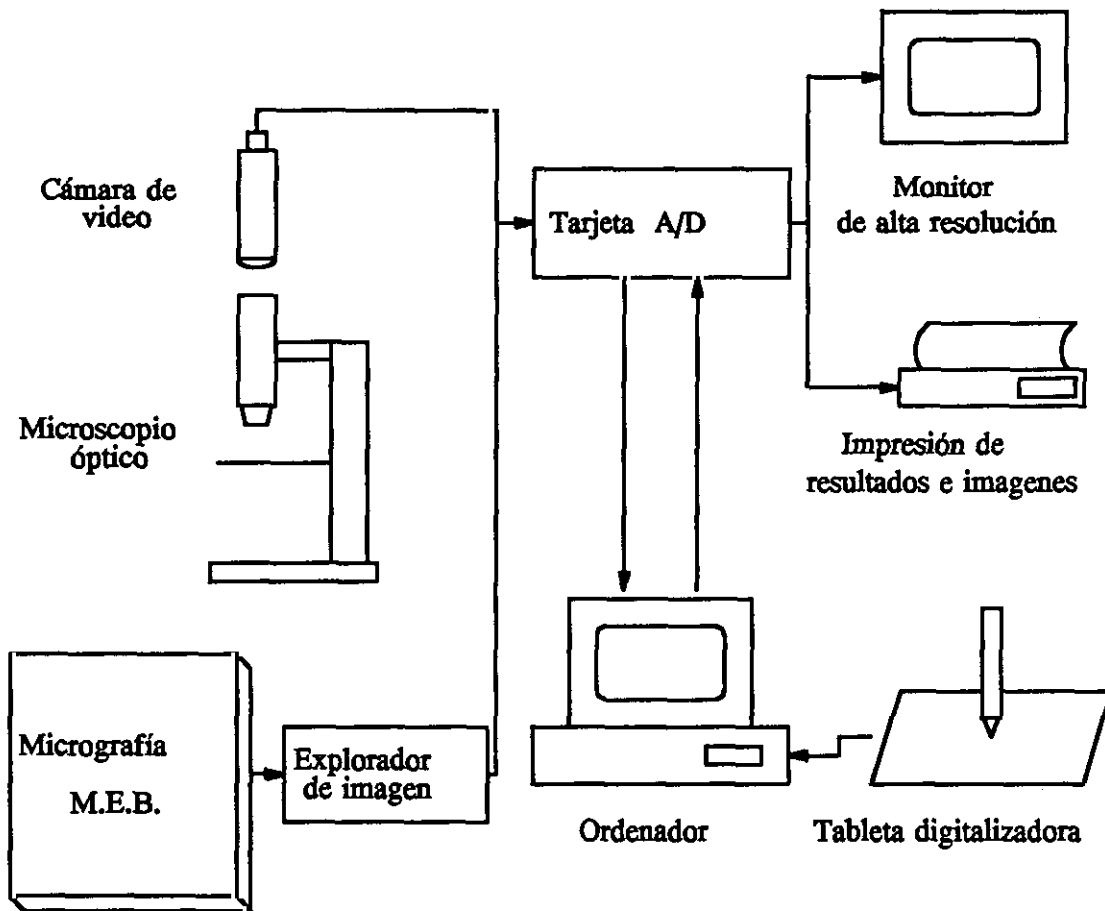 Cámara de
video
Tarjeta A/D
Monitor
de alta resolución
Microscopio
óptico
Impresión de
resultados e imagenes
Micrografía
M.E.B.
Explorador
de imagen
Ordenador
Tableta digitalizadora